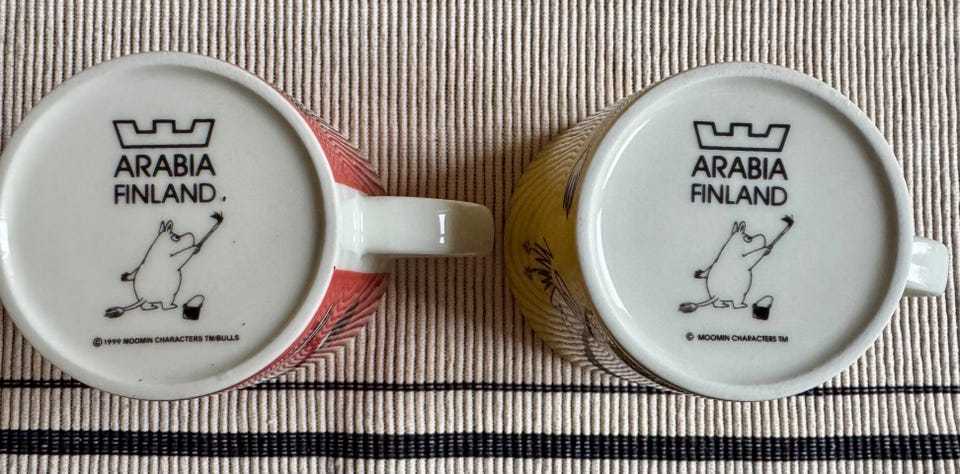 ARABIA
FINLAND
©1999 MOOMIN CHARACTERS TM/BULLS
ARABIA
FINLAND
© MOOMIN CHARACTERS TM